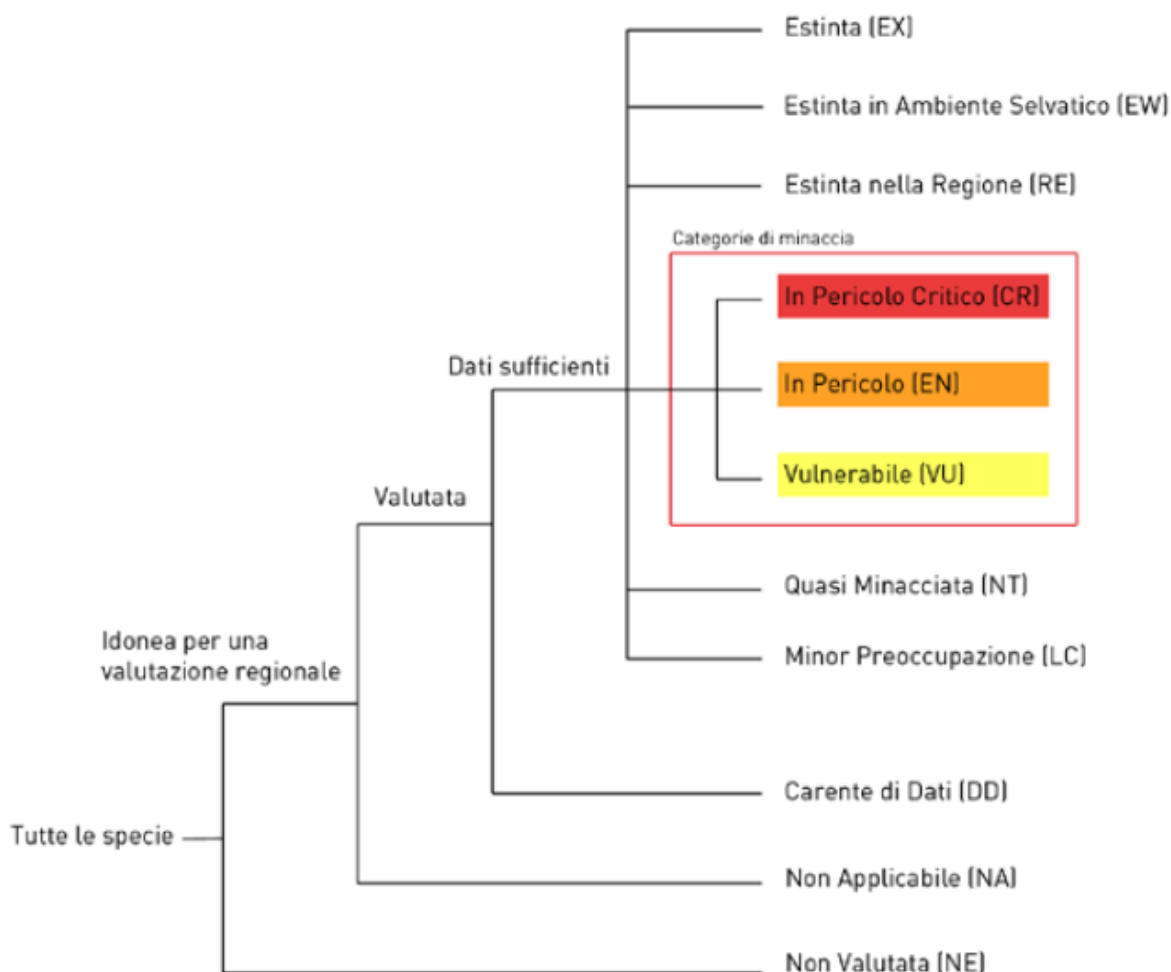 Estinta (EX)
Estinta in Ambiente Selvatico (EW)
Estinta nella Regione (RE)
Categorie di minaccia
In Pericolo Critico (CR)
Dati sufficienti
In Pericolo (EN)
Vulnerabile (VU)
Valutata
Quasi Minacciata (NT)
Idonea per una
valutazione regionale
Minor Preoccupazione (LC)
Carente di Dati (DD)
Tutte le specie
Non Applicabile (NA)
Non Valutata (NE)